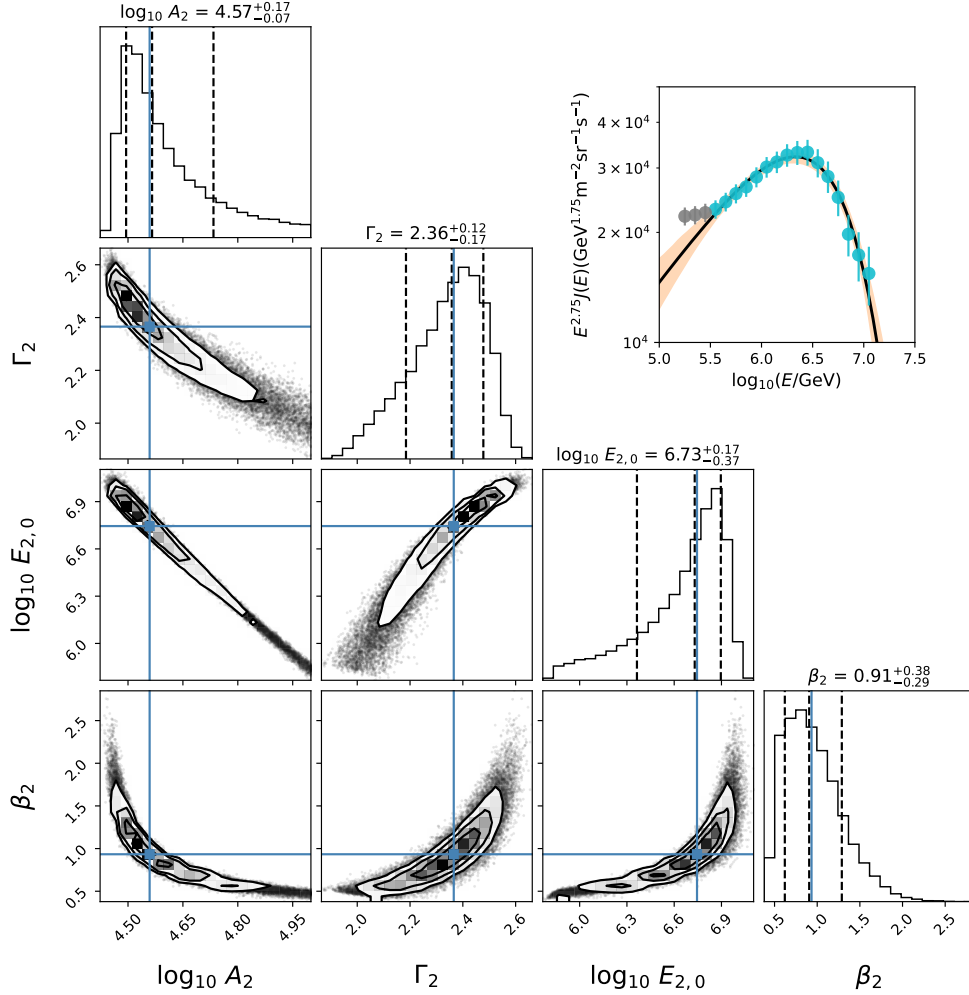 log₁₀ A₂ = 4.57⁺⁰·¹⁷₋₀.₀₇
E²·⁷⁵J(E)(GeV¹·⁷⁵m⁻²sr⁻¹s⁻¹)
4 × 10⁴
3 × 10⁴
2 × 10⁴
10⁴
5.0 5.5 6.0 6.5 7.0 7.5
log₁₀(E/GeV)
Γ₂ = 2.36⁺⁰·¹²₋₀.₁₇
Γ₂
2.6
2.4
2.2
2.0
log₁₀ E₂,₀ = 6.73⁺⁰·¹⁷₋₀.₃₇
log₁₀ E₂,₀
6.9
6.6
6.3
6.0
β₂ = 0.91⁺⁰·³⁸₋₀.₂₉
β₂
2.5
2.0
1.5
1.0
0.5
4.50 4.65 4.80 4.95
2.0 2.2 2.4 2.6
6.0 6.3 6.6 6.9
0.5 1.0 1.5 2.0 2.5
log₁₀ A₂
Γ₂
log₁₀ E₂,₀
β₂